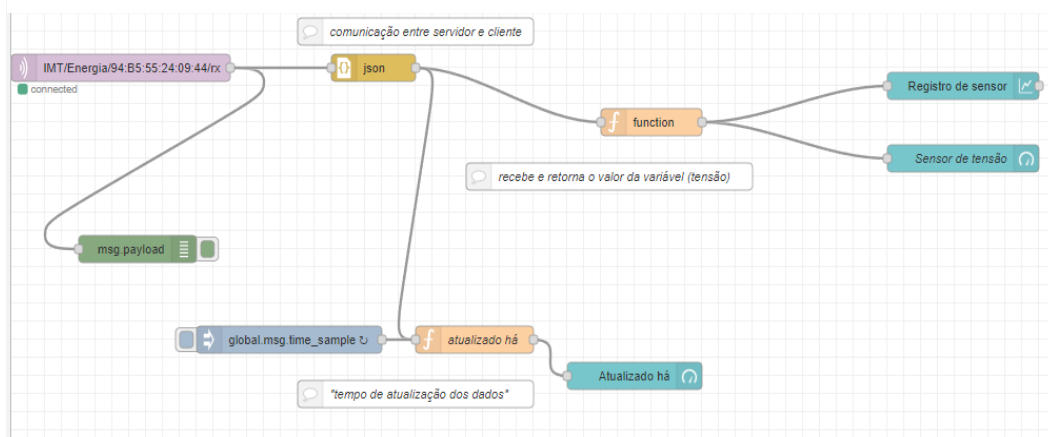 comunicação entre servidor e cliente
IMT/Energia/94:B5:55:24:09:44/rx
connected
json
function
Registro de sensor
Sensor de tensão
recebe e retorna o valor da variável (tensão)
msg.payload
global.msg.time_sample ↻
atualizado há
Atualizado há
"tempo de atualização dos dados"